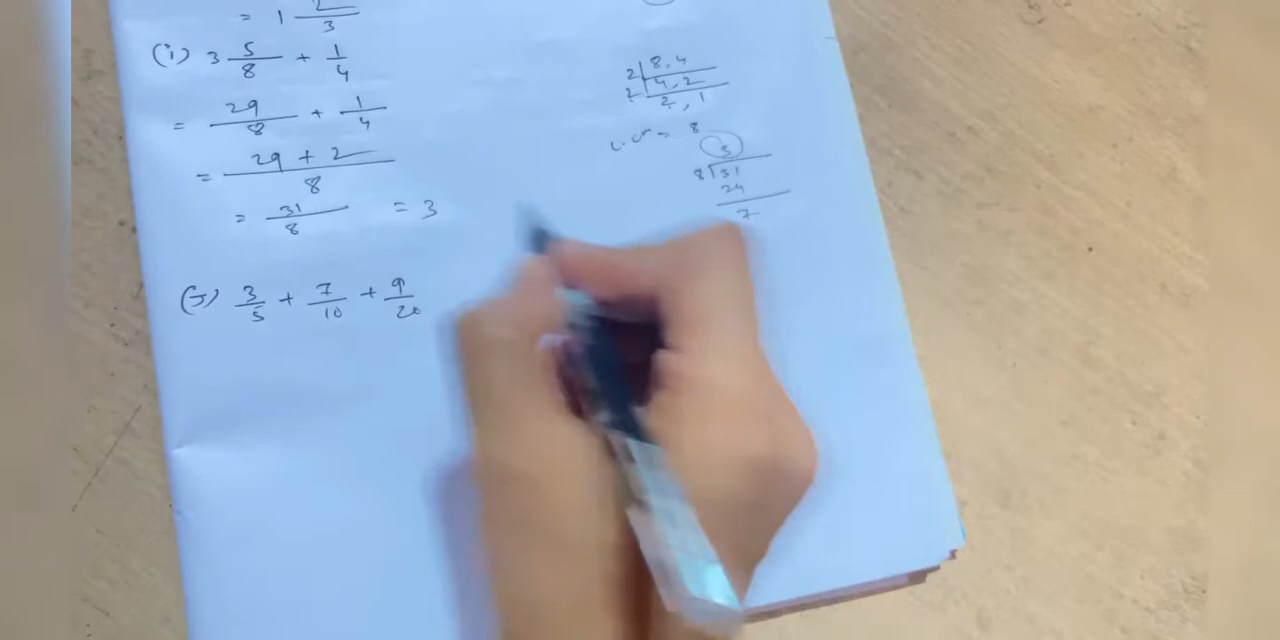 = 1 2/3
(i) 3 5/8 + 1/4
= 29/8 + 1/4
= 29 + 2/8
= 31/8 = 3
(J) 3/5 + 7/10 + 9/20
2 | 8, 4
2 | 4, 2
2, 1
L.C.M = 8
3
8 | 31
24
7